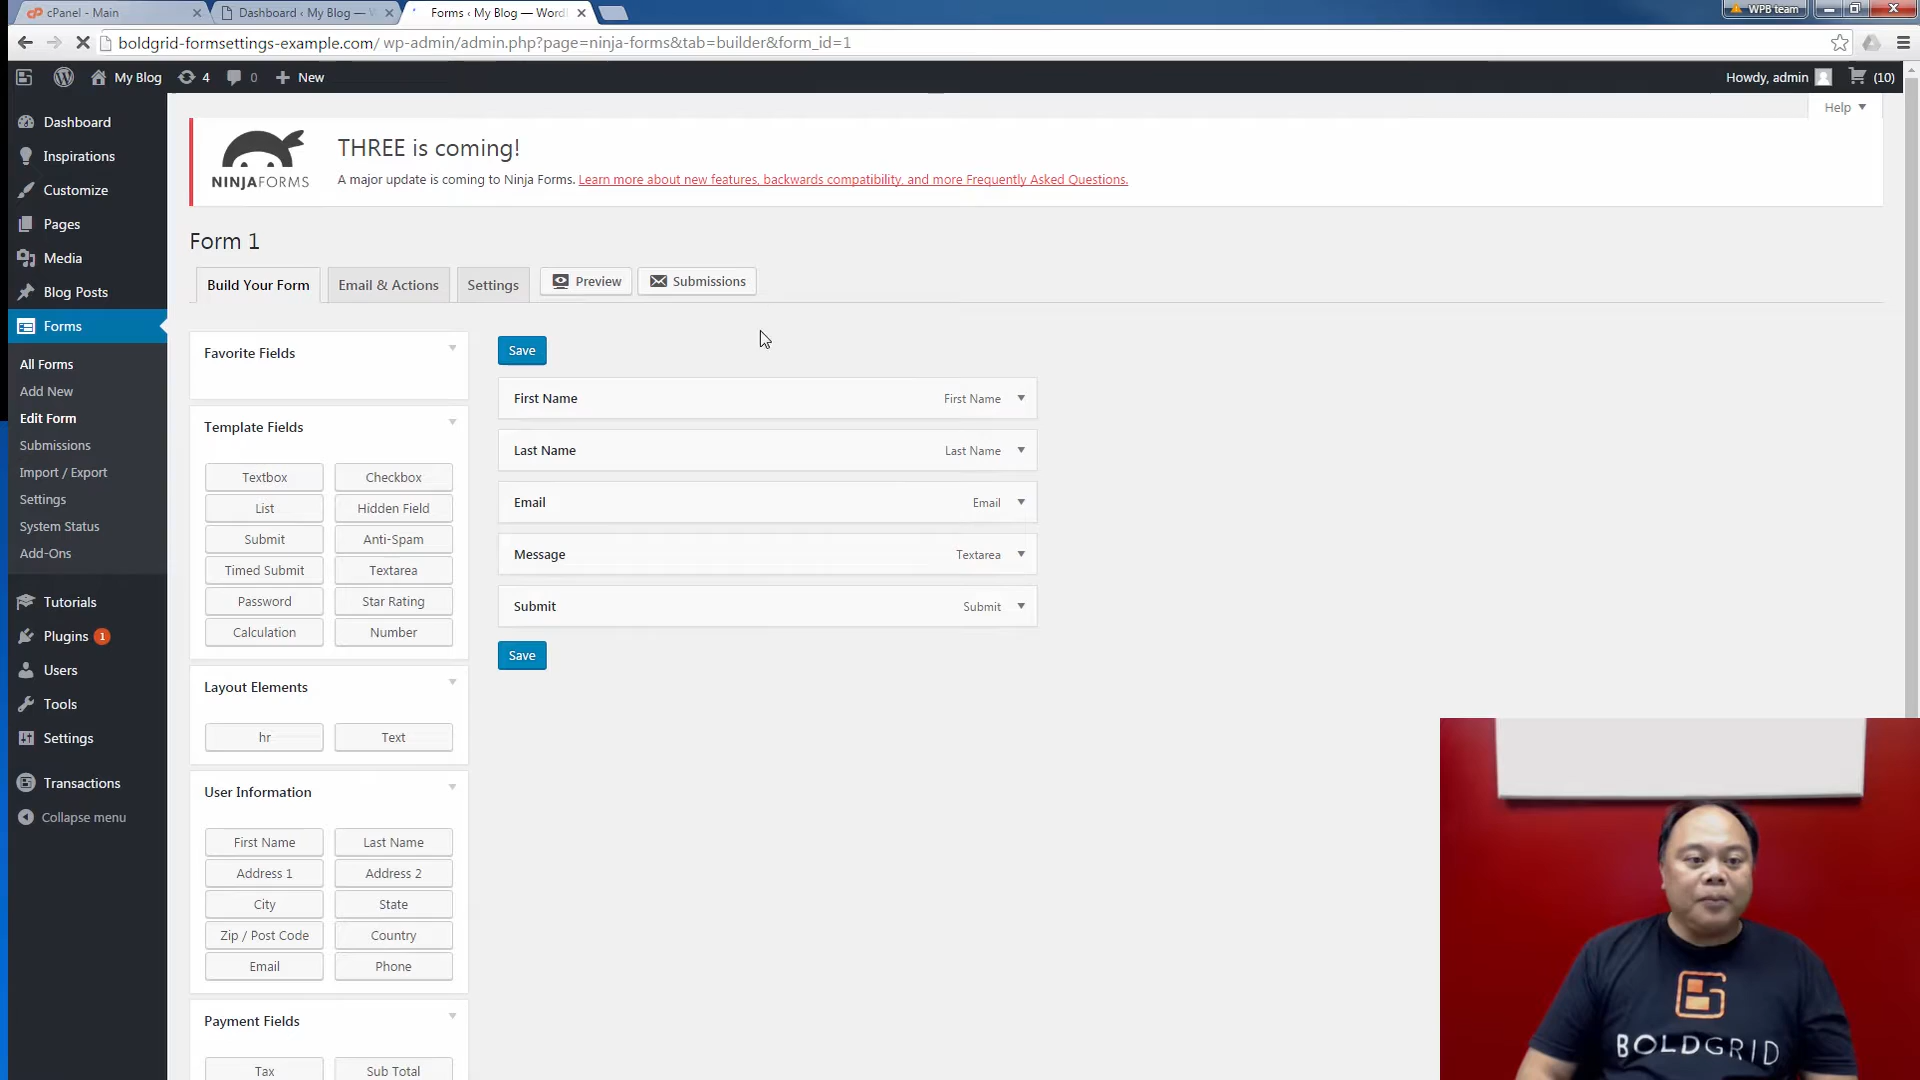 cPanel - Main
Dashboard ‹ My Blog — W
Forms ‹ My Blog — Word
WPB team
boldgrid-formsettings-example.com/wp-admin/admin.php?page=ninja-forms&tab=builder&form_id=1
My Blog 4 0 New
Howdy, admin (10)
Help
Dashboard
Inspirations
Customize
Pages
Media
Blog Posts
Forms
All Forms
Add New
Edit Form
Submissions
Import / Export
Settings
System Status
Add-Ons
Tutorials
Plugins 1
Users
Tools
Settings
Transactions
Collapse menu
NINJAFORMS
THREE is coming!
A major update is coming to Ninja Forms. Learn more about new features, backwards compatibility, and more Frequently Asked Questions.
Form 1
Build Your Form
Email & Actions
Settings
Preview
Submissions
Favorite Fields
Template Fields
Textbox Checkbox
List Hidden Field
Submit Anti-Spam
Timed Submit Textarea
Password Star Rating
Calculation Number
Layout Elements
hr Text
User Information
First Name Last Name
Address 1 Address 2
City State
Zip / Post Code Country
Email Phone
Payment Fields
Tax Sub Total
Save
First Name First Name
Last Name Last Name
Email Email
Message Textarea
Submit Submit
Save
BOLDGRID